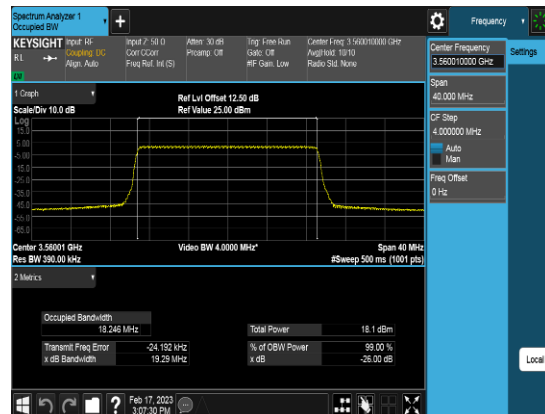 Spectrum Analyzer 1
Occupied BW
+
Frequency
KEYSIGHT
RL
Input: RF
Coupling: DC
Align: Auto
Input Z: 50 Ω
Corr CCorr
Freq Ref: Int (S)
Atten: 30 dB
Preamp: Off
Trig: Free Run
Gate: Off
#IF Gain: Low
Center Freq: 3.560010000 GHz
Avg|Hold: 10/10
Radio Std: None
1 Graph
Scale/Div 10.0 dB
Ref Lvl Offset 12.50 dB
Ref Value 25.00 dBm
Log
15.0
5.00
-5.00
-15.0
-25.0
-35.0
-45.0
-55.0
-65.0
Center 3.56001 GHz
Res BW 390.00 kHz
Video BW 4.0000 MHz*
Span 40 MHz
#Sweep 500 ms (1001 pts)
2 Metrics
Occupied Bandwidth
18.246 MHz
Total Power 18.1 dBm
Transmit Freq Error -24.192 kHz
% of OBW Power 99.00 %
x dB Bandwidth 19.29 MHz
x dB -26.00 dB
Center Frequency
3.560010000 GHz
Settings
Span
40.000 MHz
CF Step
4.000000 MHz
Auto
Man
Freq Offset
0 Hz
Local
?
Feb 17, 2023
3:07:30 PM